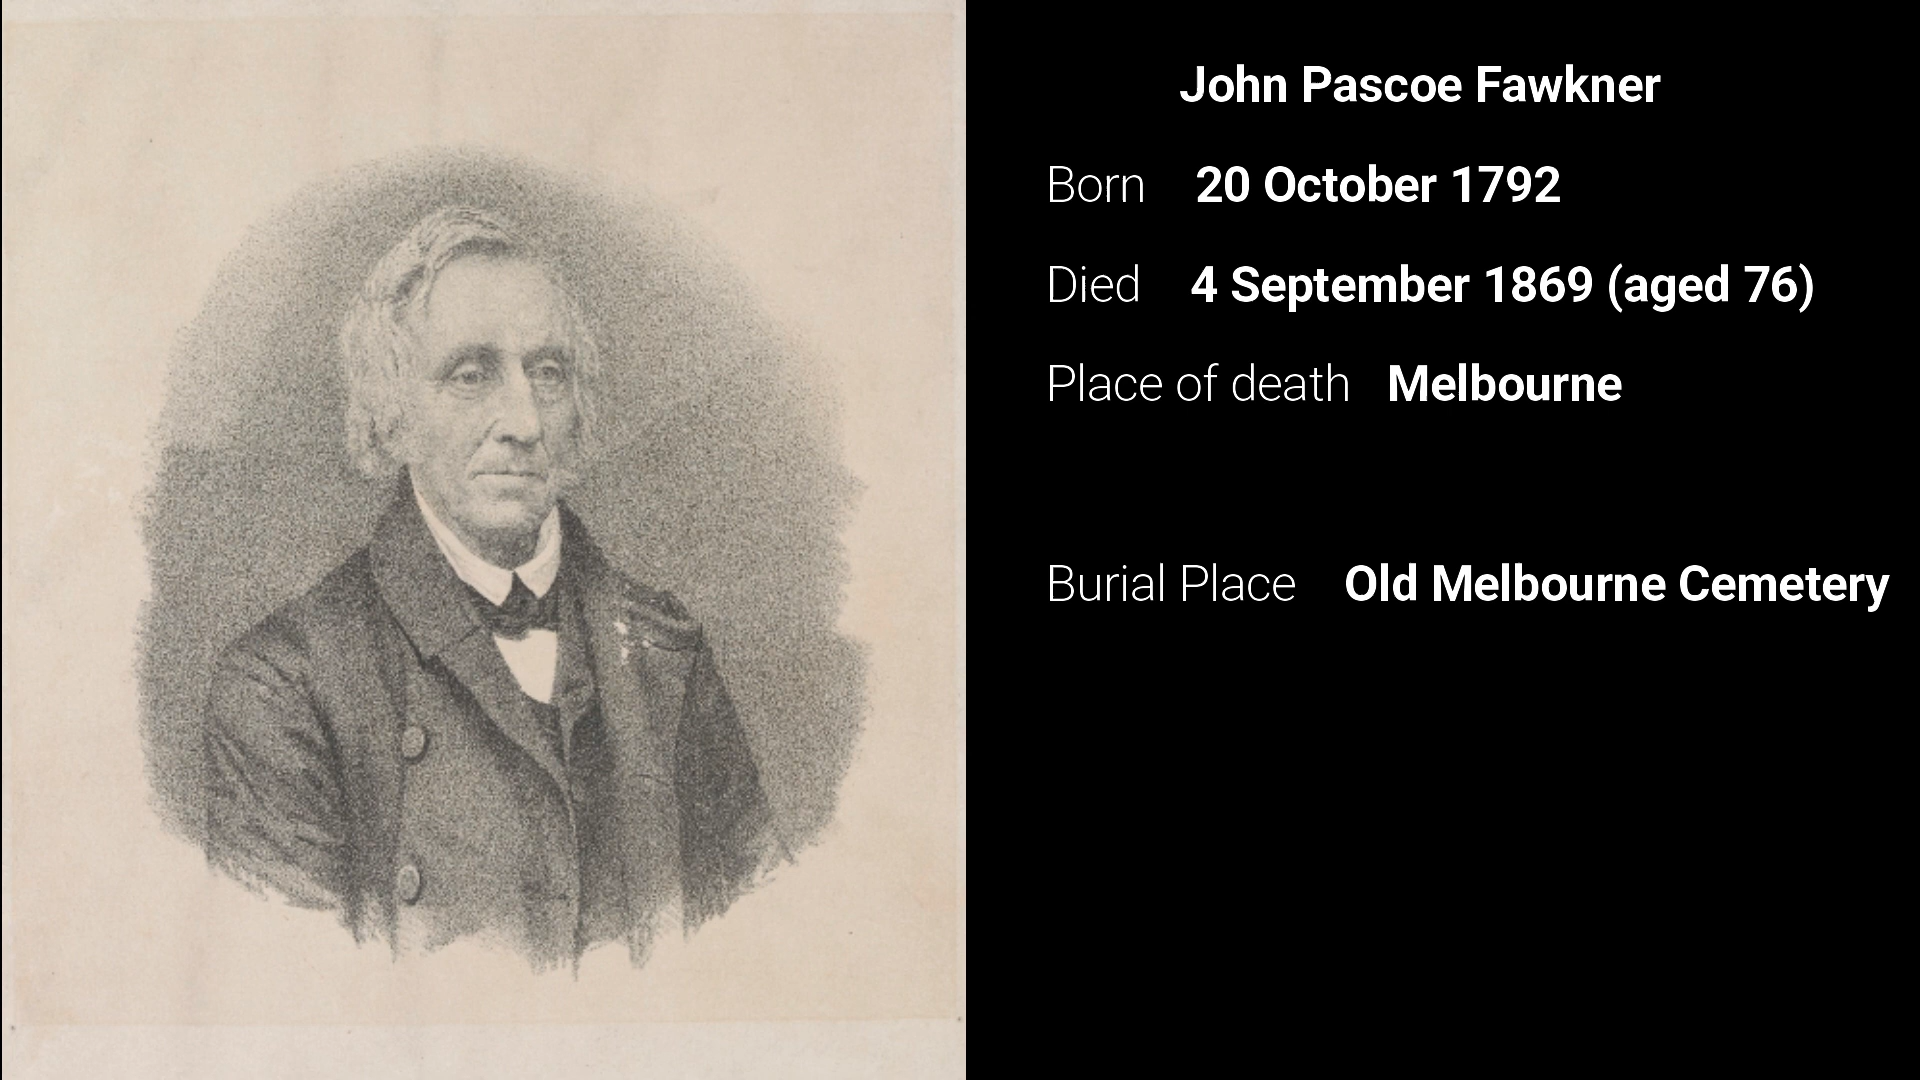 John Pascoe Fawkner
Born 20 October 1792
Died 4 September 1869 (aged 76)
Place of death Melbourne
Burial Place Old Melbourne Cemetery